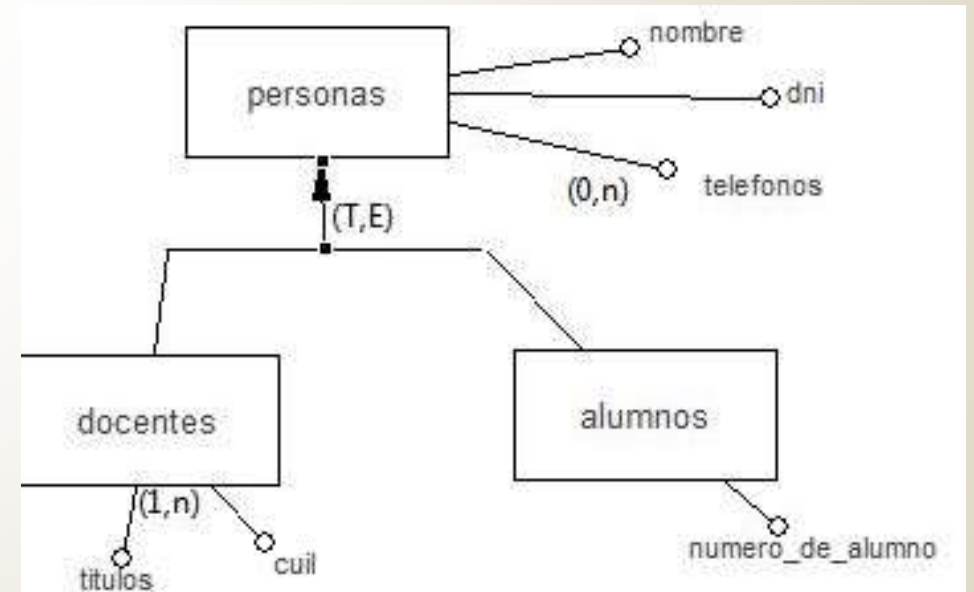 nombre
personas
dni
(0,n)
telefonos
(T,E)
docentes
alumnos
(1,n)
titulos
cuil
numero_de_alumno